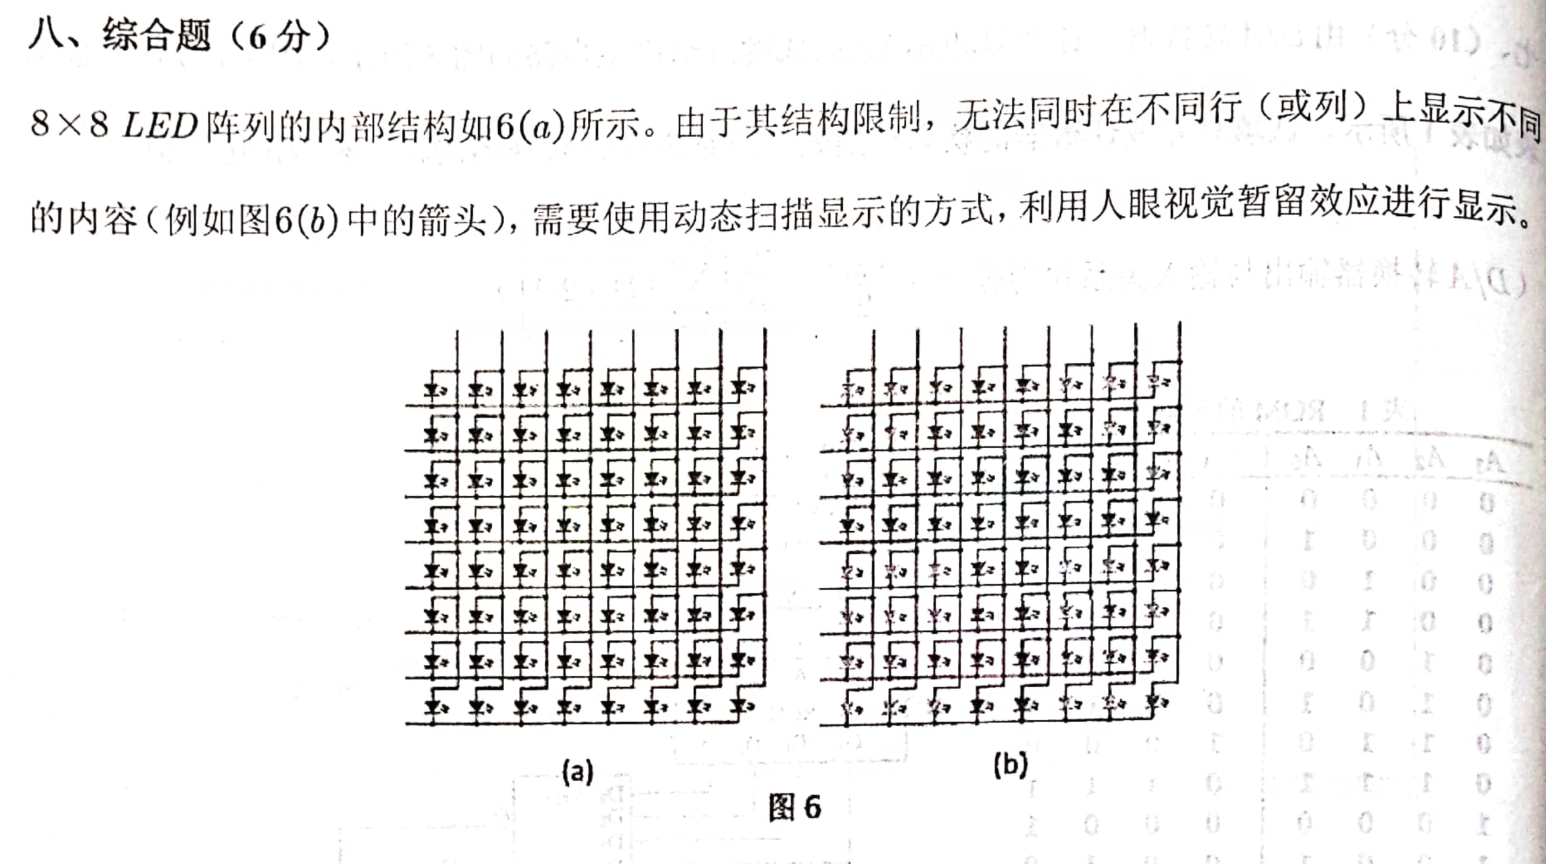 八、综合题（6分）
8×8 LED阵列的内部结构如6(a)所示。由于其结构限制，无法同时在不同行（或列）上显示不同
的内容（例如图6(b)中的箭头），需要使用动态扫描显示的方式，利用人眼视觉暂留效应进行显示。
(a)
(b)
图6